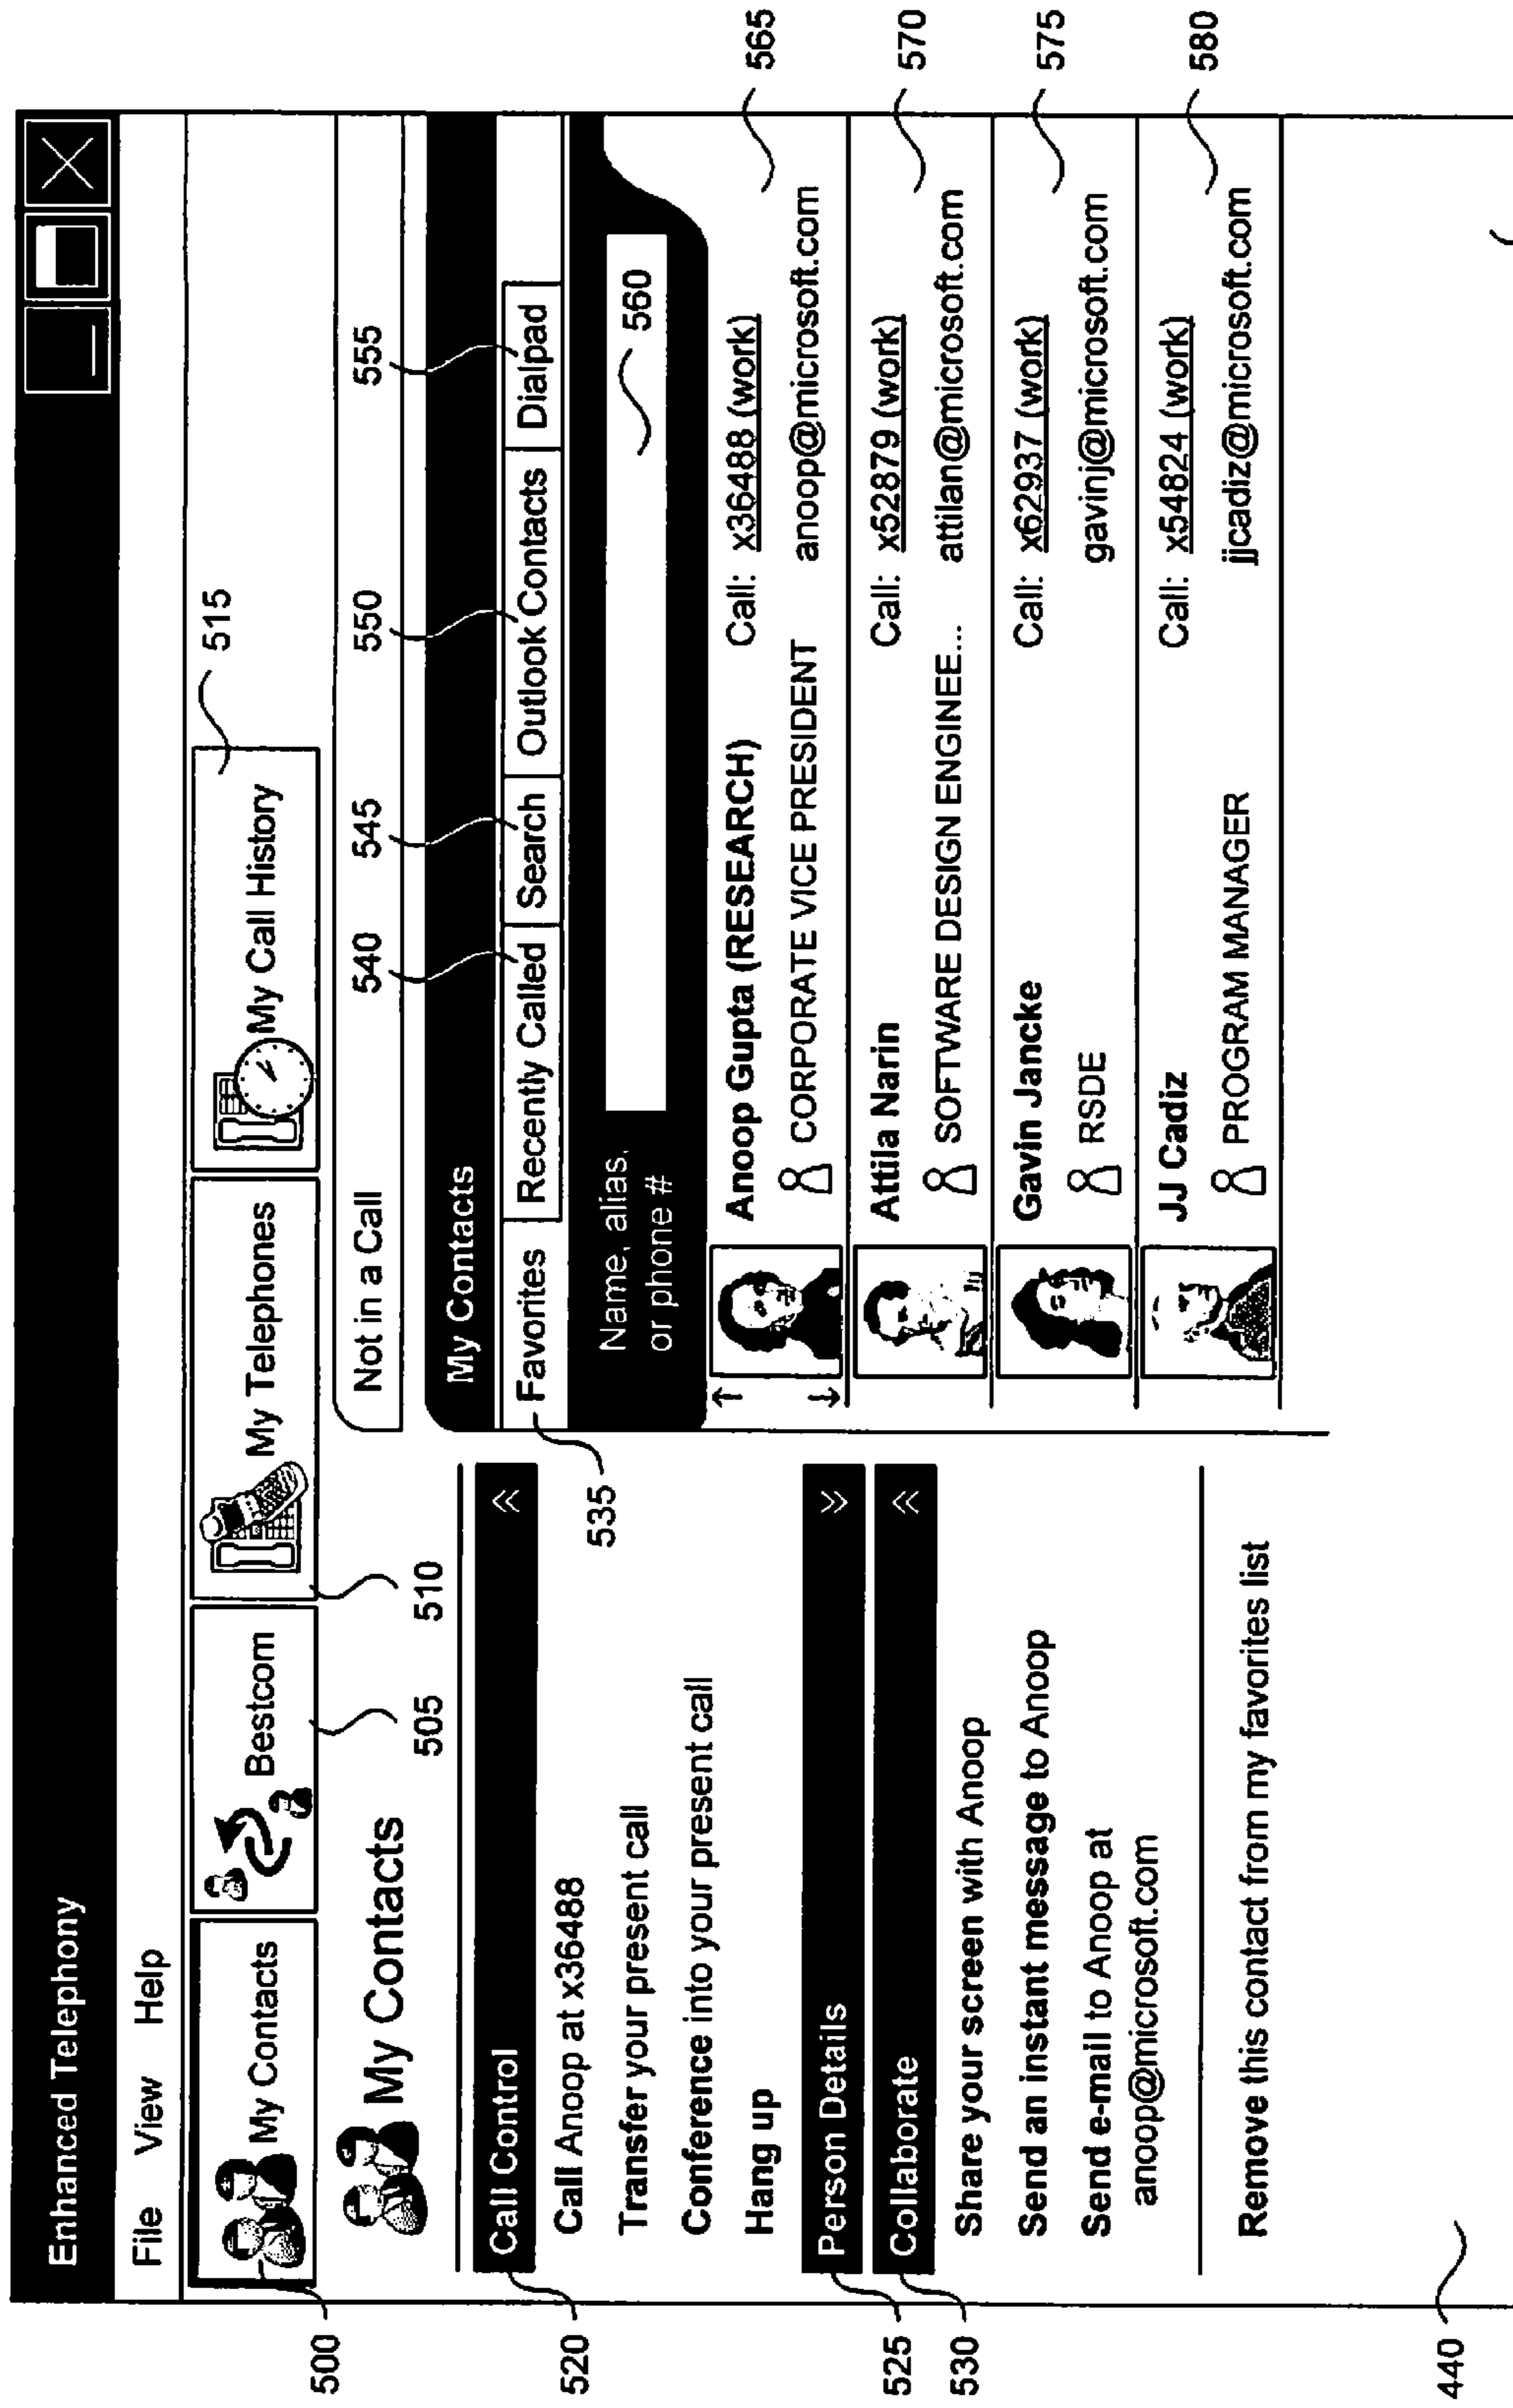 Enhanced Telephony
File View Help
My Contacts
Bestcom
My Telephones
My Call History
515
500
505
510
My Contacts
Not in a Call
540
545
550
555
My Contacts
Favorites
Recently Called
Search
Outlook Contacts
Dialpad
535
Name, alias,
or phone #
560
520
Call Control
Call Anoop at x36488
Transfer your present call
Conference into your present call
Hang up
525
Person Details
530
Collaborate
Share your screen with Anoop
Send an instant message to Anoop
Send e-mail to Anoop at
anoop@microsoft.com
Remove this contact from my favorites list
440
Anoop Gupta (RESEARCH) Call: x36488 (work)
CORPORATE VICE PRESIDENT anoop@microsoft.com
565
Attila Narin Call: x52879 (work)
SOFTWARE DESIGN ENGINEE... attilan@microsoft.com
570
Gavin Jancke Call: x62937 (work)
RSDE gavinj@microsoft.com
575
JJ Cadiz Call: x54824 (work)
PROGRAM MANAGER jjcadiz@microsoft.com
580